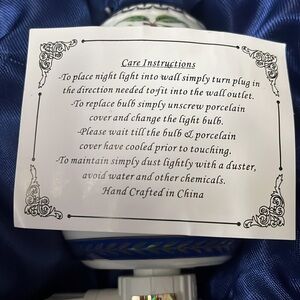 Care Instructions
-To place night light into wall simply turn plug in
the direction needed to fit into the wall outlet.
-To replace bulb simply unscrew porcelain
cover and change the light bulb.
-Please wait till the bulb & porcelain
cover have cooled prior to touching.
-To maintain simply dust lightly with a duster,
avoid water and other chemicals.
Hand Crafted in China